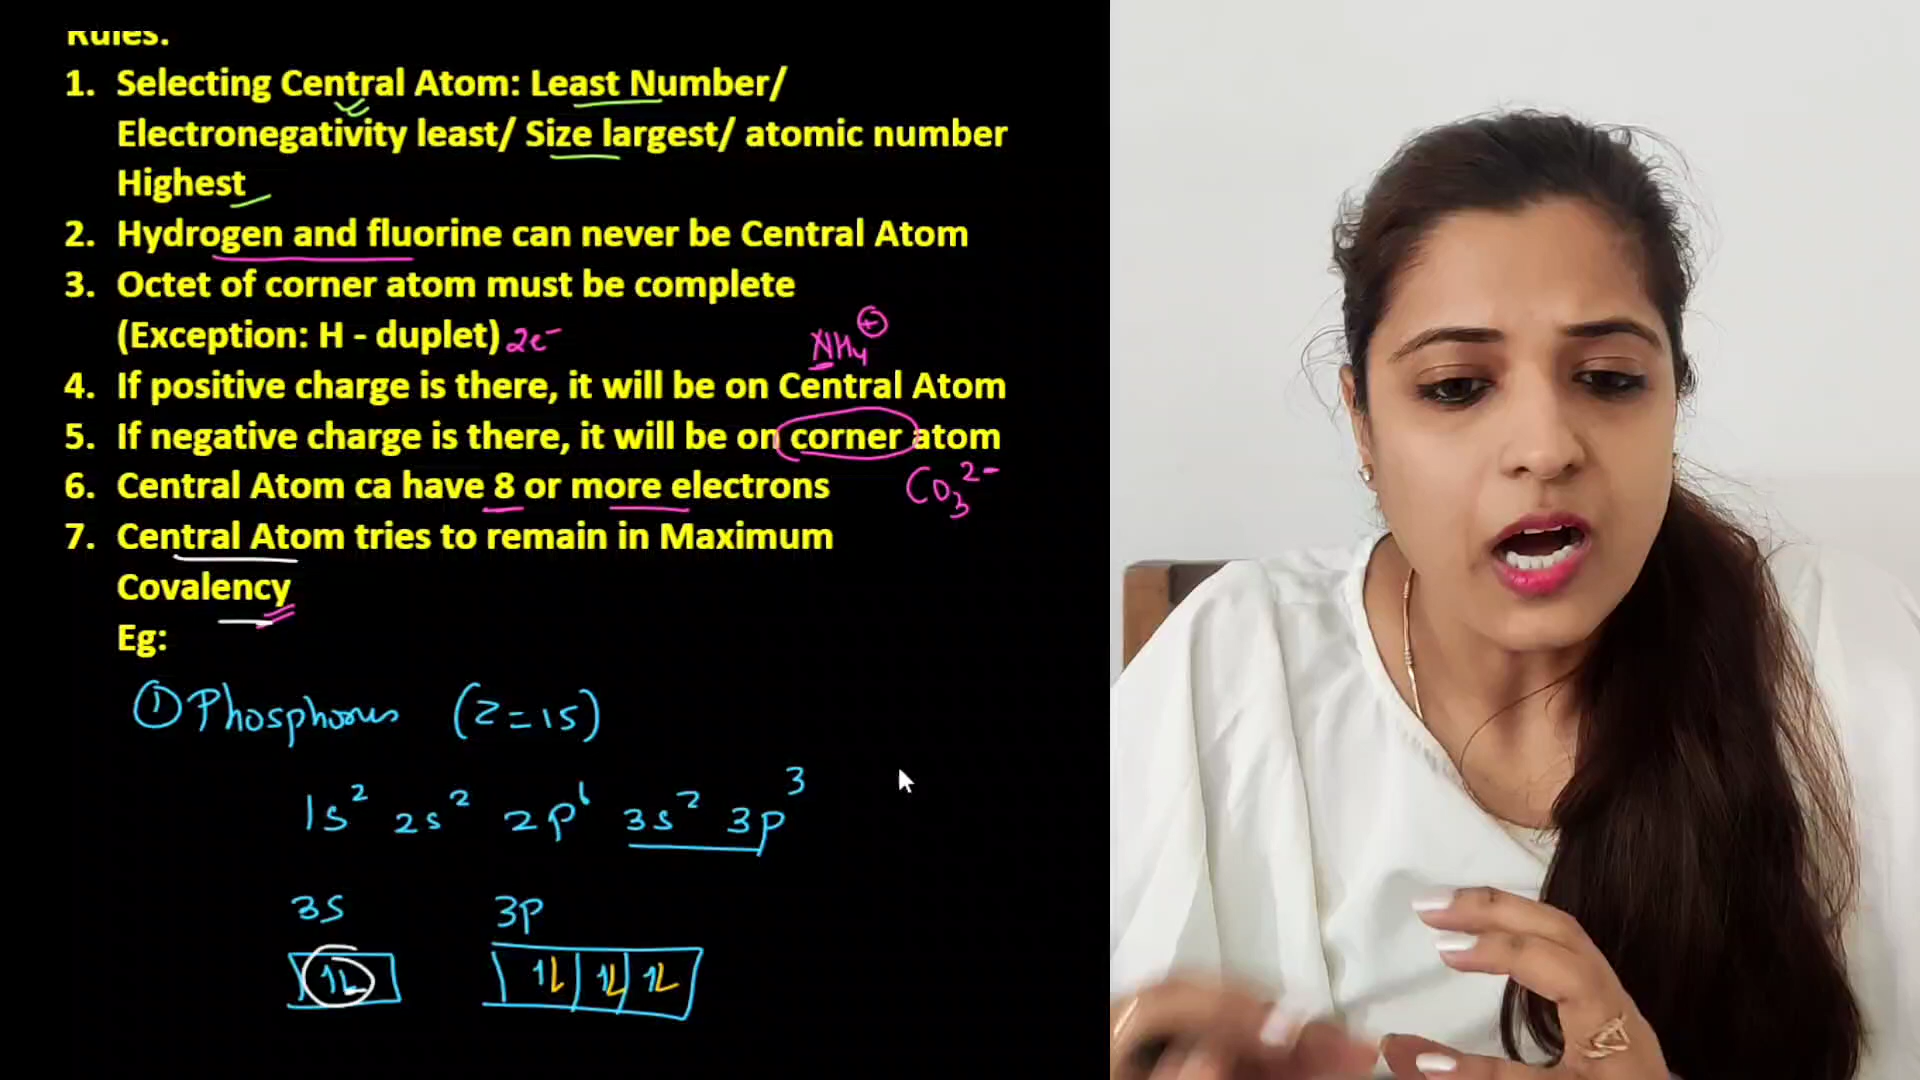 Rules:
1. Selecting Central Atom: Least Number/
Electronegativity least/ Size largest/ atomic number
Highest
2. Hydrogen and fluorine can never be Central Atom
3. Octet of corner atom must be complete
(Exception: H - duplet) 2e⁻
NH₄⊕
4. If positive charge is there, it will be on Central Atom
5. If negative charge is there, it will be on corner atom
6. Central Atom ca have 8 or more electrons
CO₃²⁻
7. Central Atom tries to remain in Maximum
Covalency
Eg:
① Phosphorus (Z=15)
1s² 2s² 2p⁶ 3s² 3p³
3s 3p